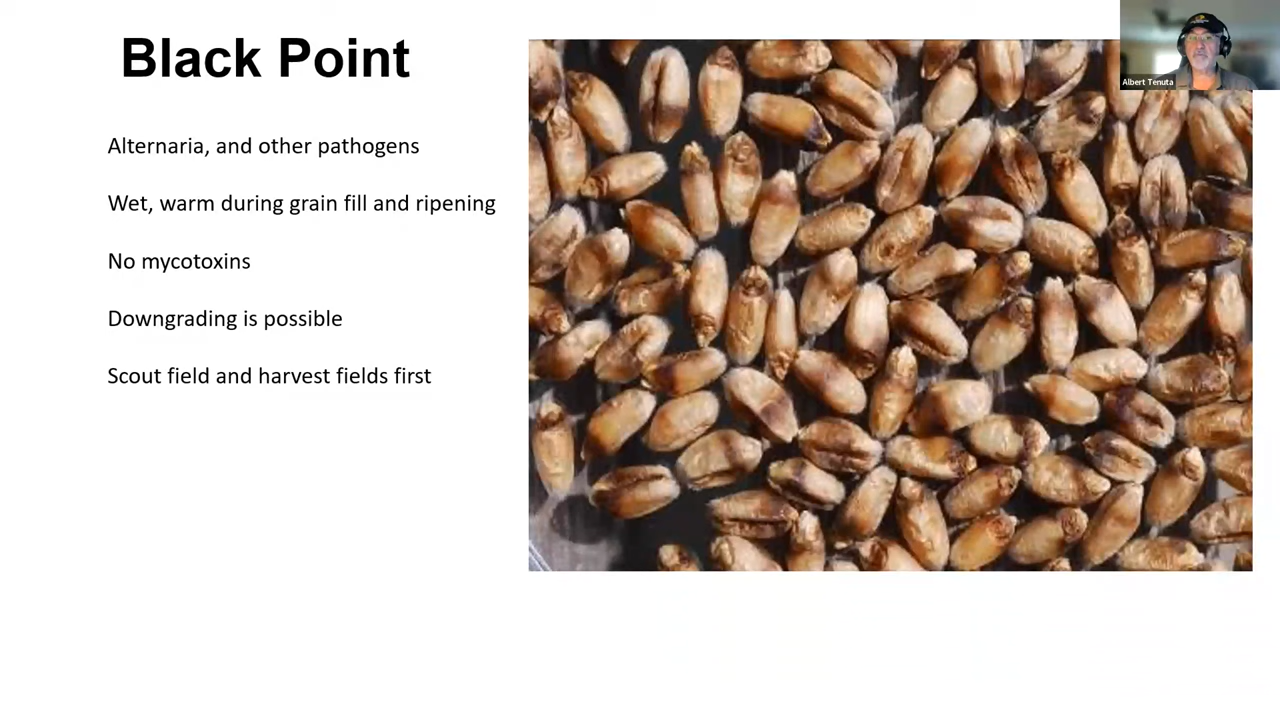 Black Point
Alternaria, and other pathogens
Wet, warm during grain fill and ripening
No mycotoxins
Downgrading is possible
Scout field and harvest fields first
Albert Tenuta